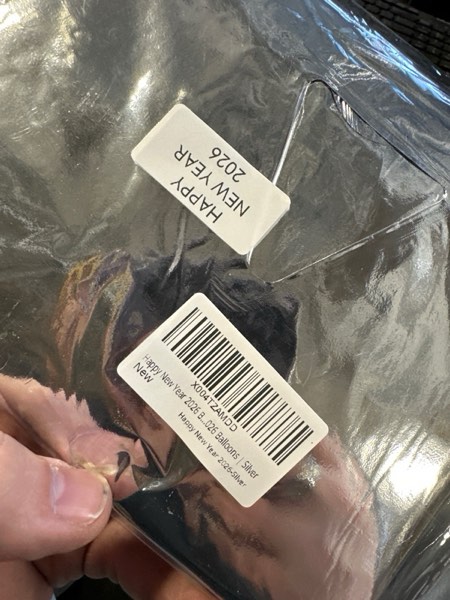 HAPPY
NEW YEAR
2026
X004TZAMDD
Happy New Year 2026 B...026 Balloons | Silver
New
Happy New Year 2026-Silver